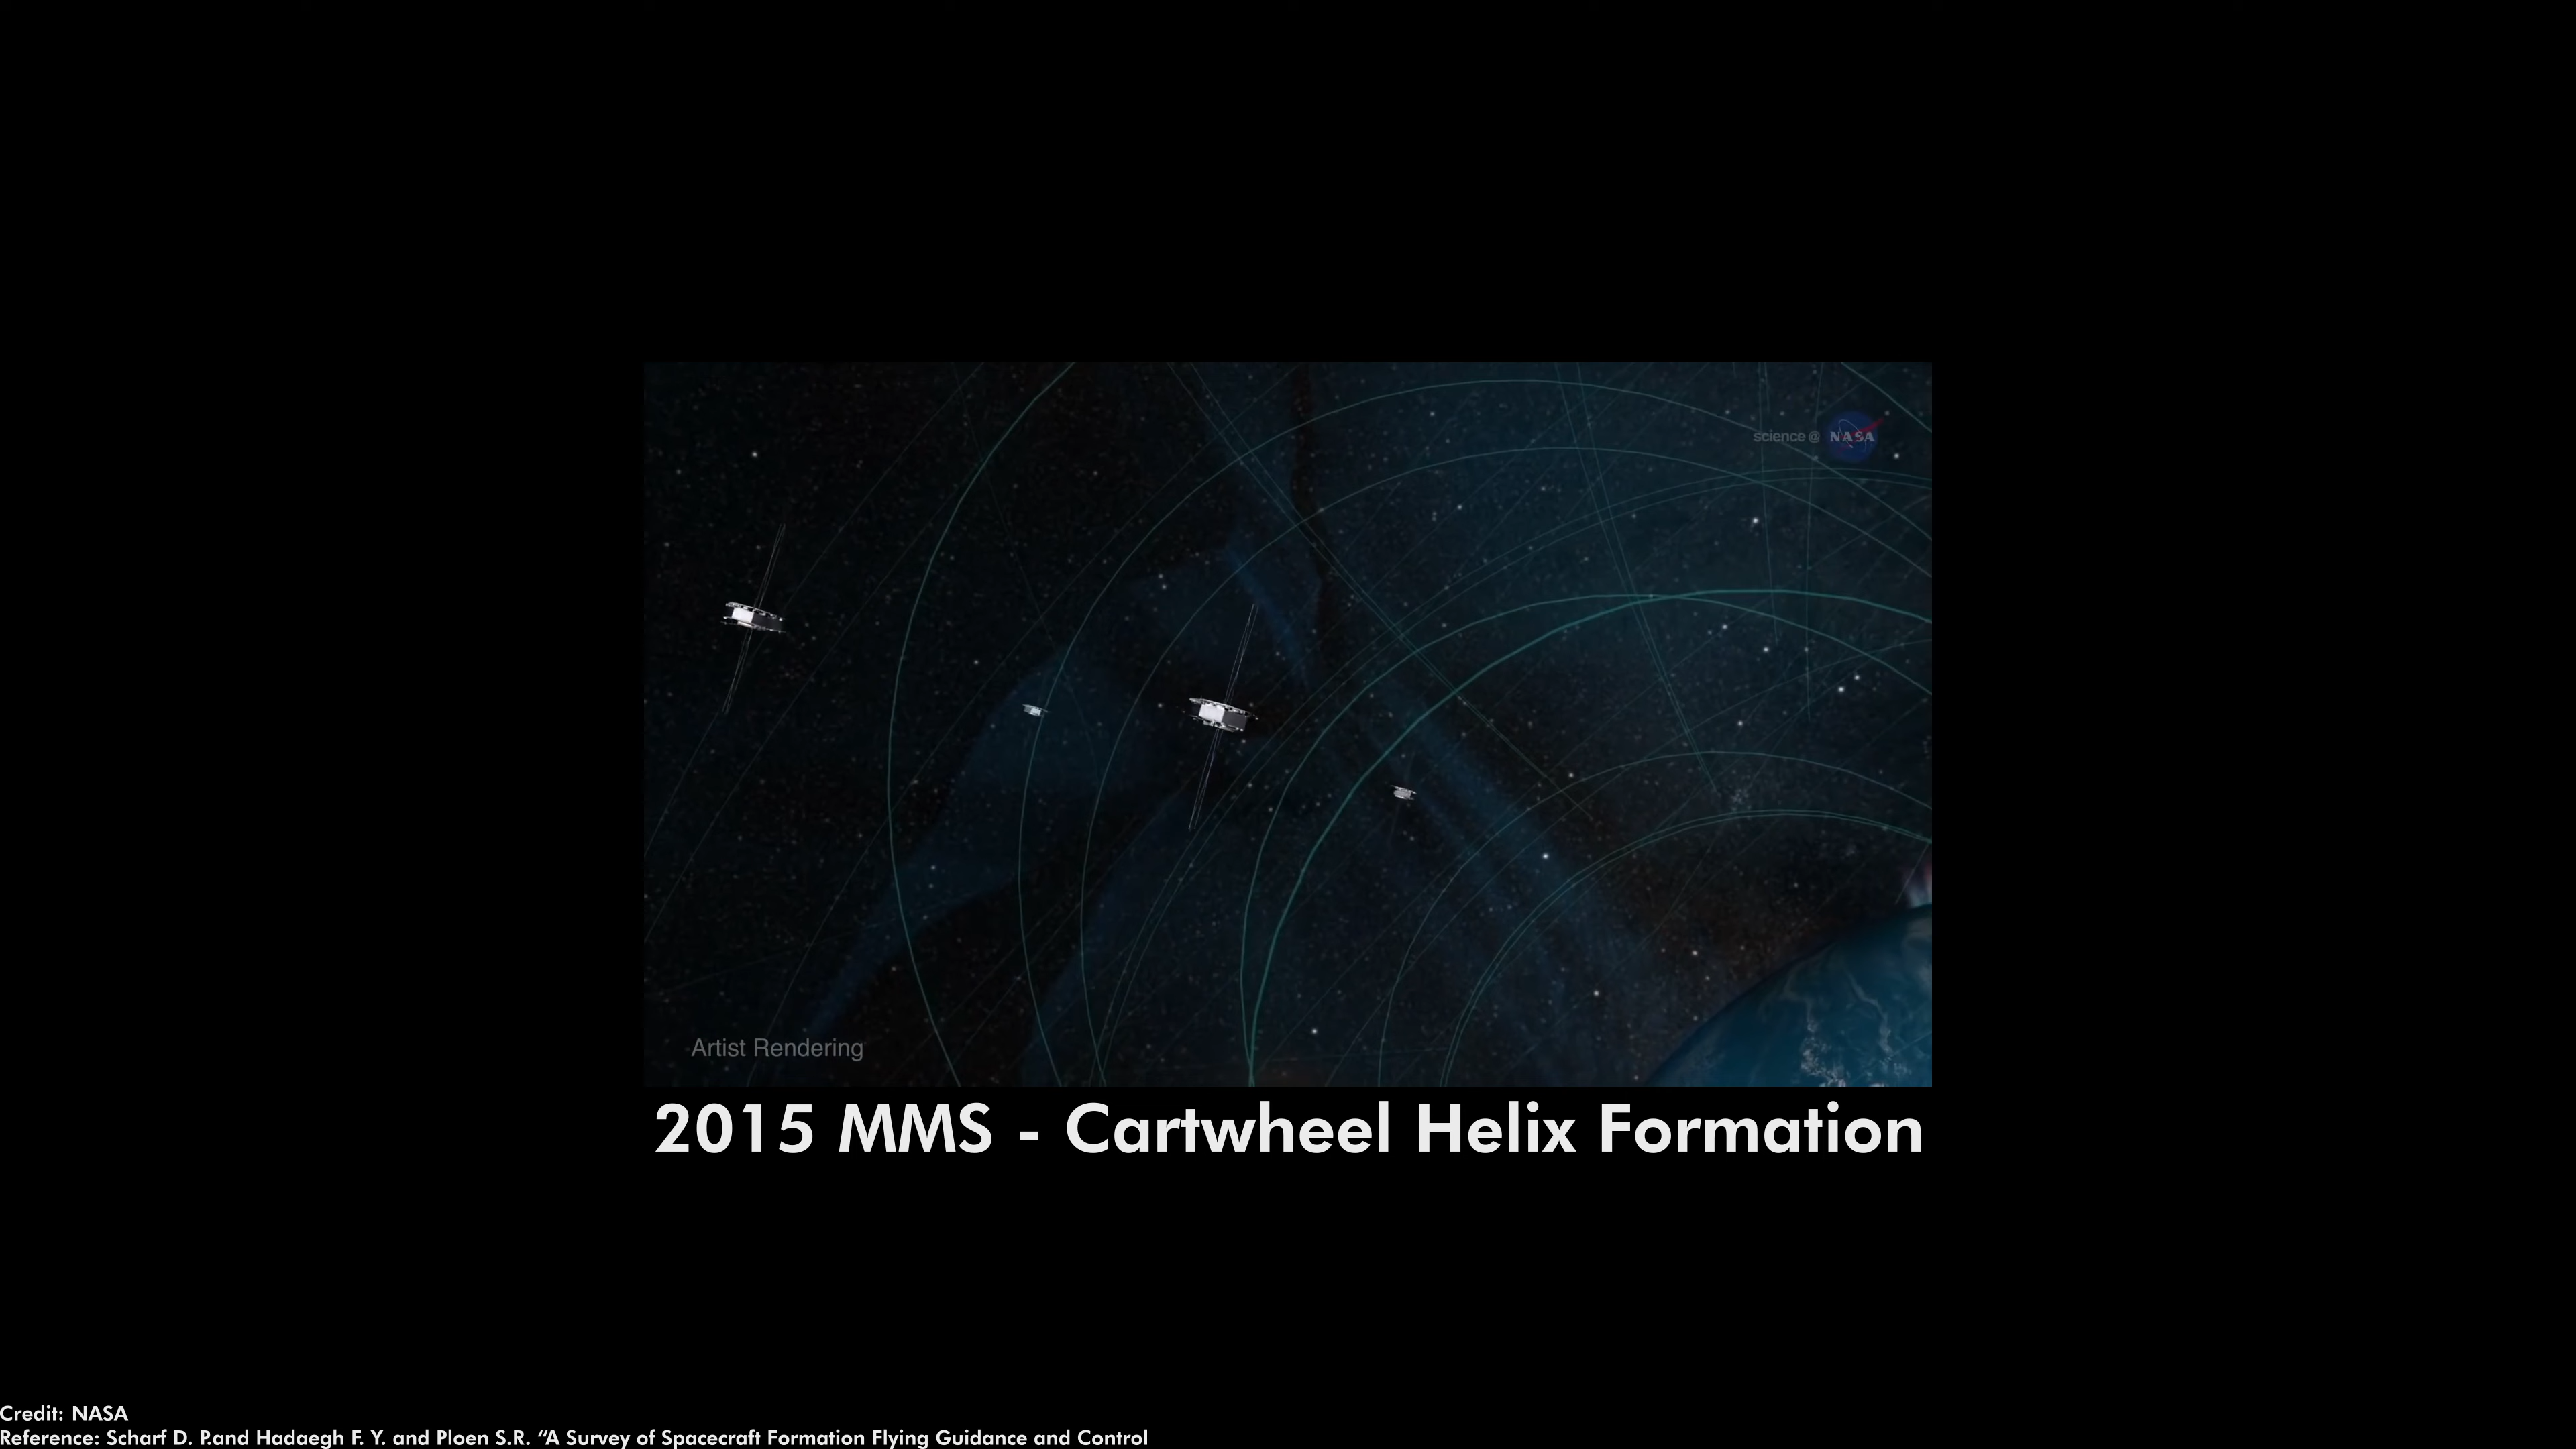 science @ NASA
Artist Rendering
2015 MMS - Cartwheel Helix Formation
Credit: NASA
Reference: Scharf D. P.and Hadaegh F. Y. and Ploen S.R. “A Survey of Spacecraft Formation Flying Guidance and Control